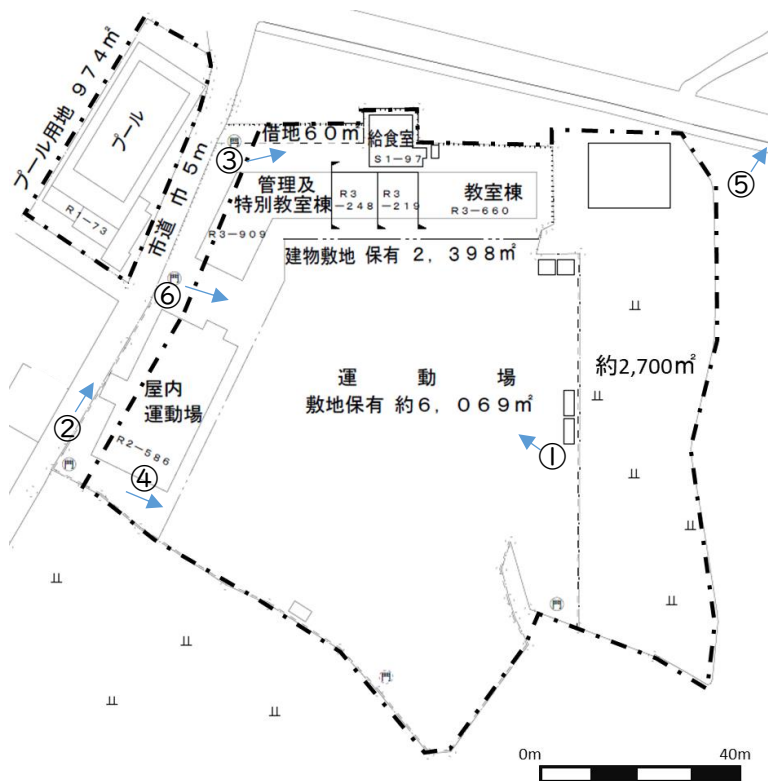 プール用地 974㎡
プール
R1-73
市道 市 5m
借地60㎡
給食室
S1-97
③
管理及
特別教室棟
R3
-248
R3
-219
教室棟
R3-660
R3-909
⑤
建物敷地 保有 2,398㎡
⑥
約2,700㎡
運動場
敷地保有 約6,069㎡
屋内
運動場
②
R2-586
①
④
0m
40m